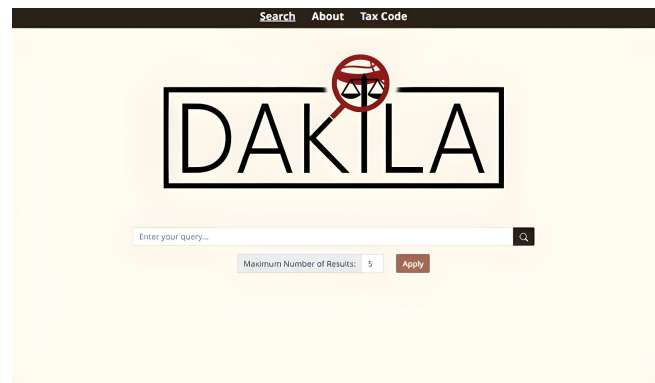 Search About Tax Code
DAKILA
Enter your query...
Maximum Number of Results: 5 Apply